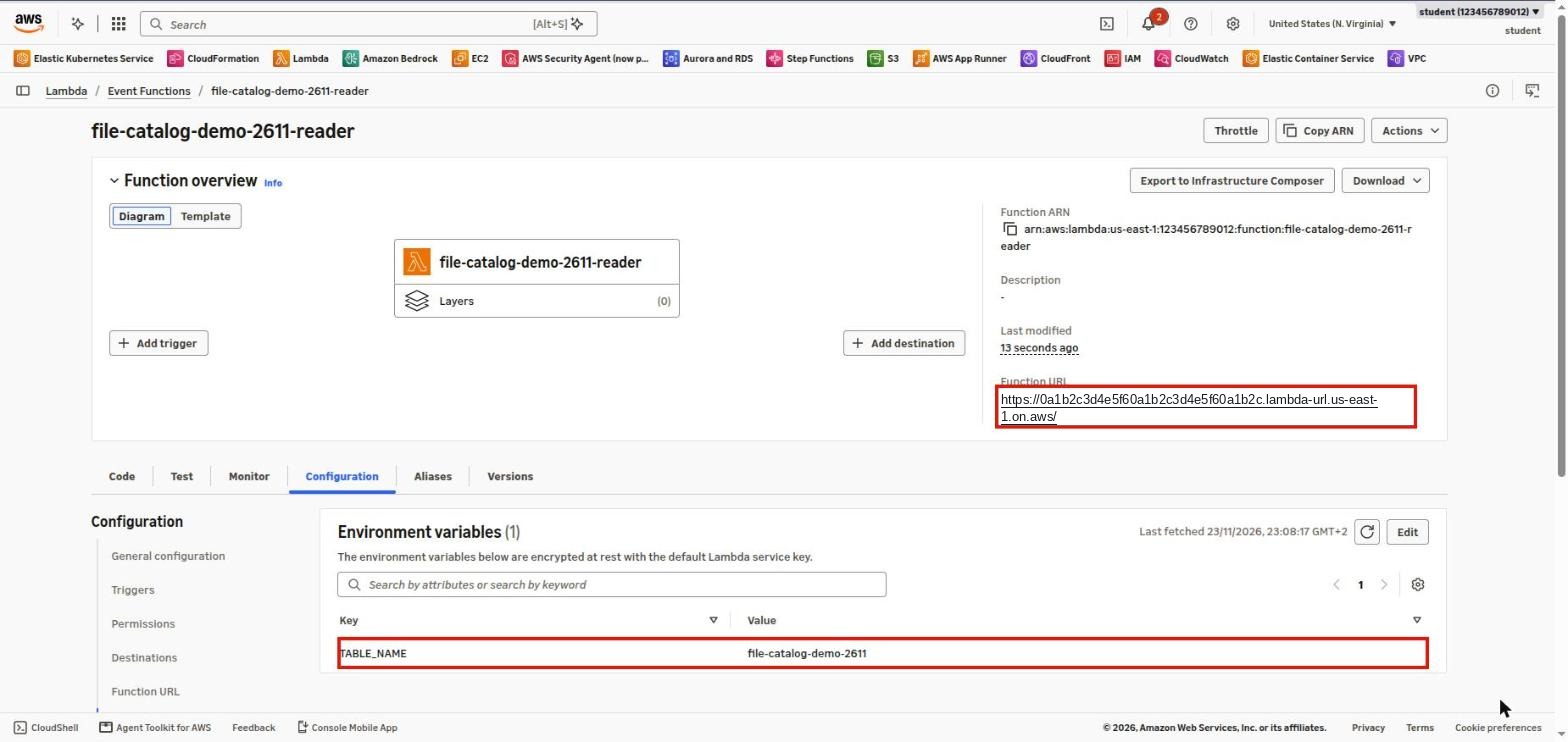 aws
Search [Alt+S]
2
United States (N. Virginia) ▼
student (123456789012) ▼
student
Elastic Kubernetes Service CloudFormation Lambda Amazon Bedrock EC2 AWS Security Agent (now p... Aurora and RDS Step Functions S3 AWS App Runner CloudFront IAM CloudWatch Elastic Container Service VPC
Lambda / Event Functions / file-catalog-demo-2611-reader
file-catalog-demo-2611-reader
Throttle Copy ARN Actions
Function overview Info
Export to Infrastructure Composer Download
Diagram Template
file-catalog-demo-2611-reader
Layers (0)
+ Add trigger
+ Add destination
Function ARN
arn:aws:lambda:us-east-1:123456789012:function:file-catalog-demo-2611-r
eader
Description
-
Last modified
13 seconds ago
Function URL
https://0a1b2c3d4e5f60a1b2c3d4e5f60a1b2c.lambda-url.us-east-
1.on.aws/
Code Test Monitor Configuration Aliases Versions
Configuration
General configuration
Triggers
Permissions
Destinations
Function URL
Environment variables (1)
Last fetched 23/11/2026, 23:08:17 GMT+2
Edit
The environment variables below are encrypted at rest with the default Lambda service key.
Search by attributes or search by keyword
1
Key Value
TABLE_NAME file-catalog-demo-2611
CloudShell Agent Toolkit for AWS Feedback Console Mobile App
© 2026, Amazon Web Services, Inc. or its affiliates. Privacy Terms Cookie preferences